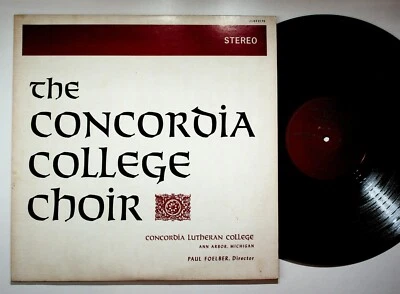 STEREO
the
CONCORDIA
COLLEGE
CHOIR
CONCORDIA LUTHERAN COLLEGE
ANN ARBOR, MICHIGAN
PAUL FOELBER, Director